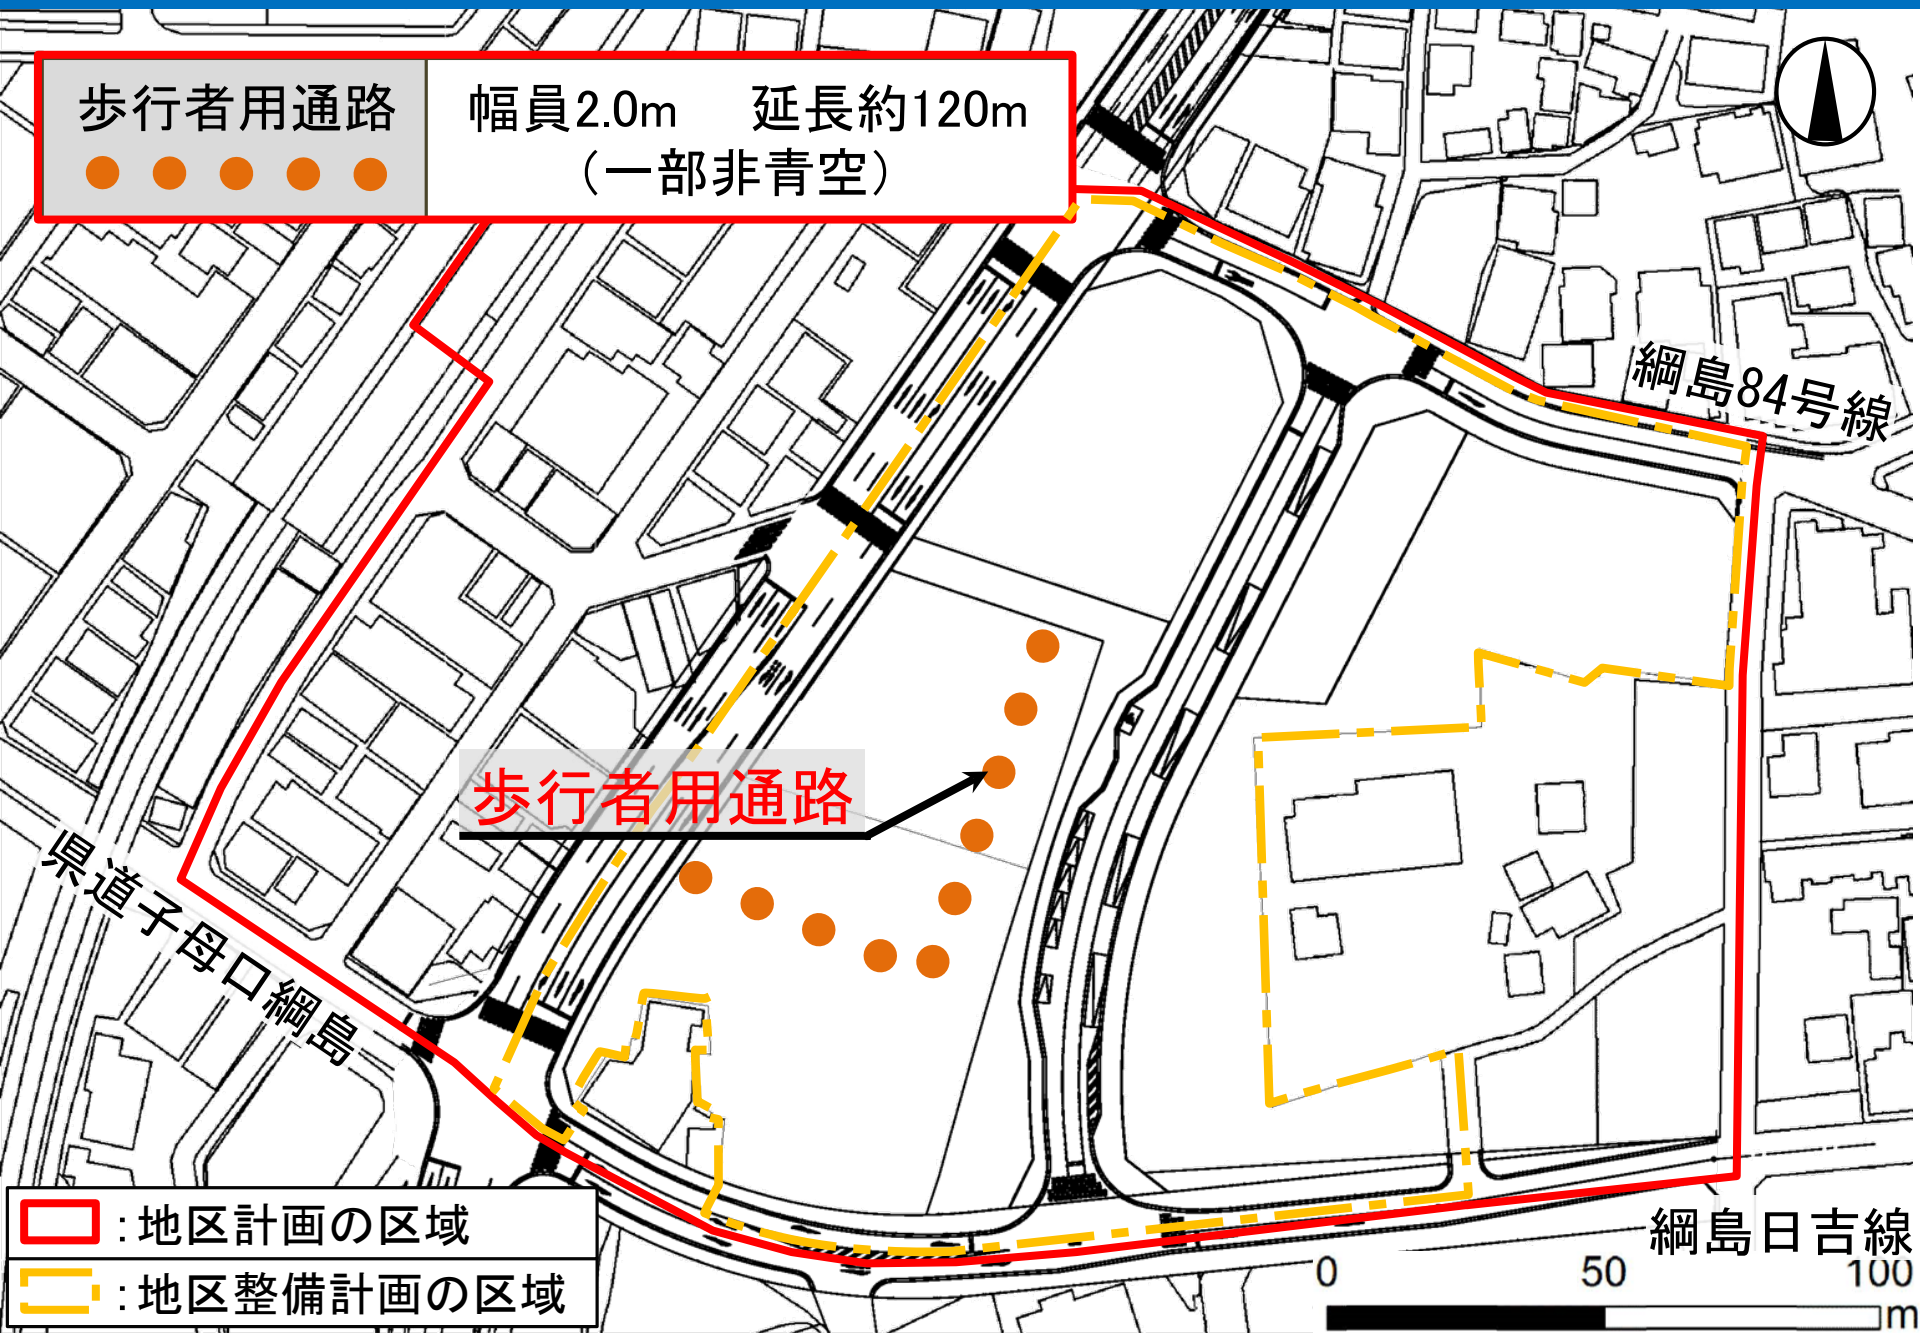 歩行者用通路
幅員2.0m 延長約120m
(一部非青空)
綱島84号線
歩行者用通路
県道子母口綱島
綱島日吉線
:地区計画の区域
:地区整備計画の区域
0 50 100
m